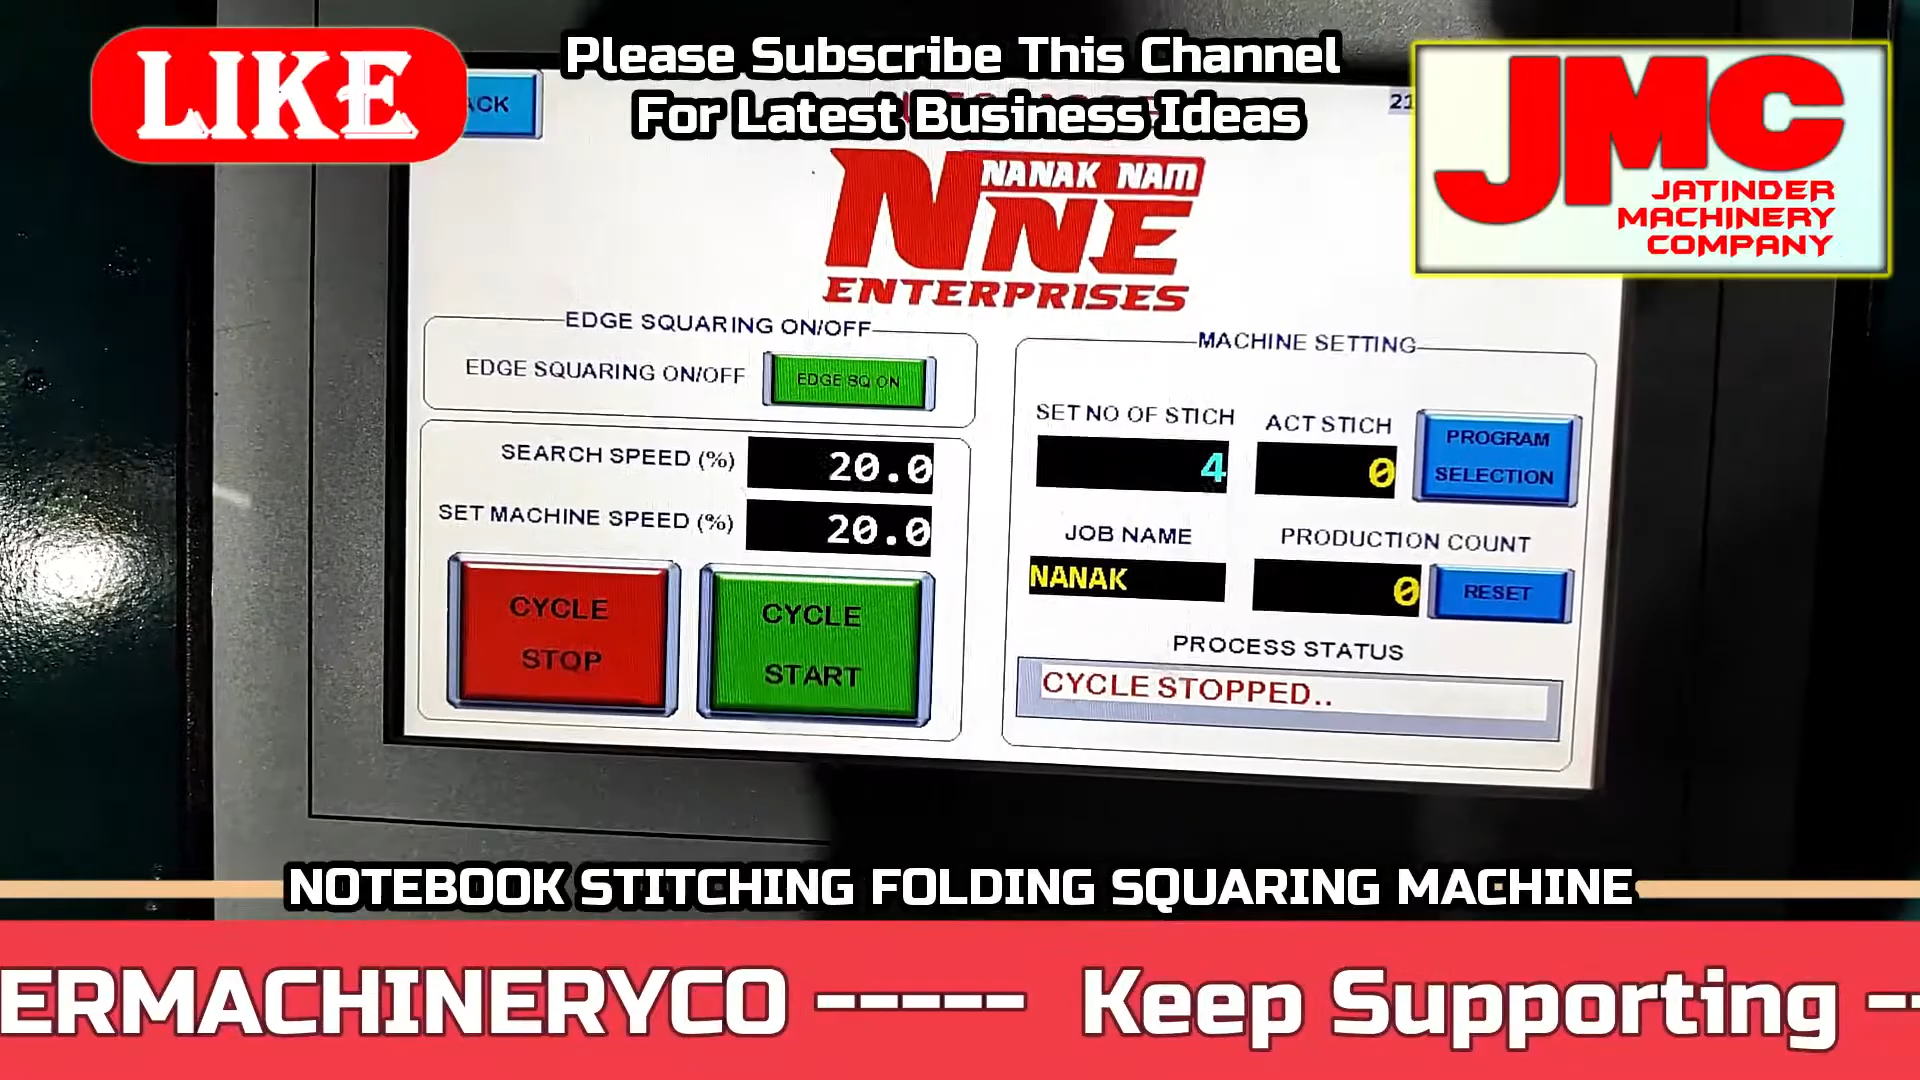 LIKE
Please Subscribe This Channel
For Latest Business Ideas
JMC
JATINDER
MACHINERY
COMPANY
ACK
21
NANAK NAM
NNE
ENTERPRISES
EDGE SQUARING ON/OFF
EDGE SQUARING ON/OFF
EDGE SQ ON
SEARCH SPEED (%)
20.0
SET MACHINE SPEED (%)
20.0
CYCLE
STOP
CYCLE
START
MACHINE SETTING
SET NO OF STICH
ACT STICH
4
0
PROGRAM
SELECTION
JOB NAME
PRODUCTION COUNT
NANAK
0
RESET
PROCESS STATUS
CYCLE STOPPED..
NOTEBOOK STITCHING FOLDING SQUARING MACHINE
ERMACHINERYCO ----- Keep Supporting --